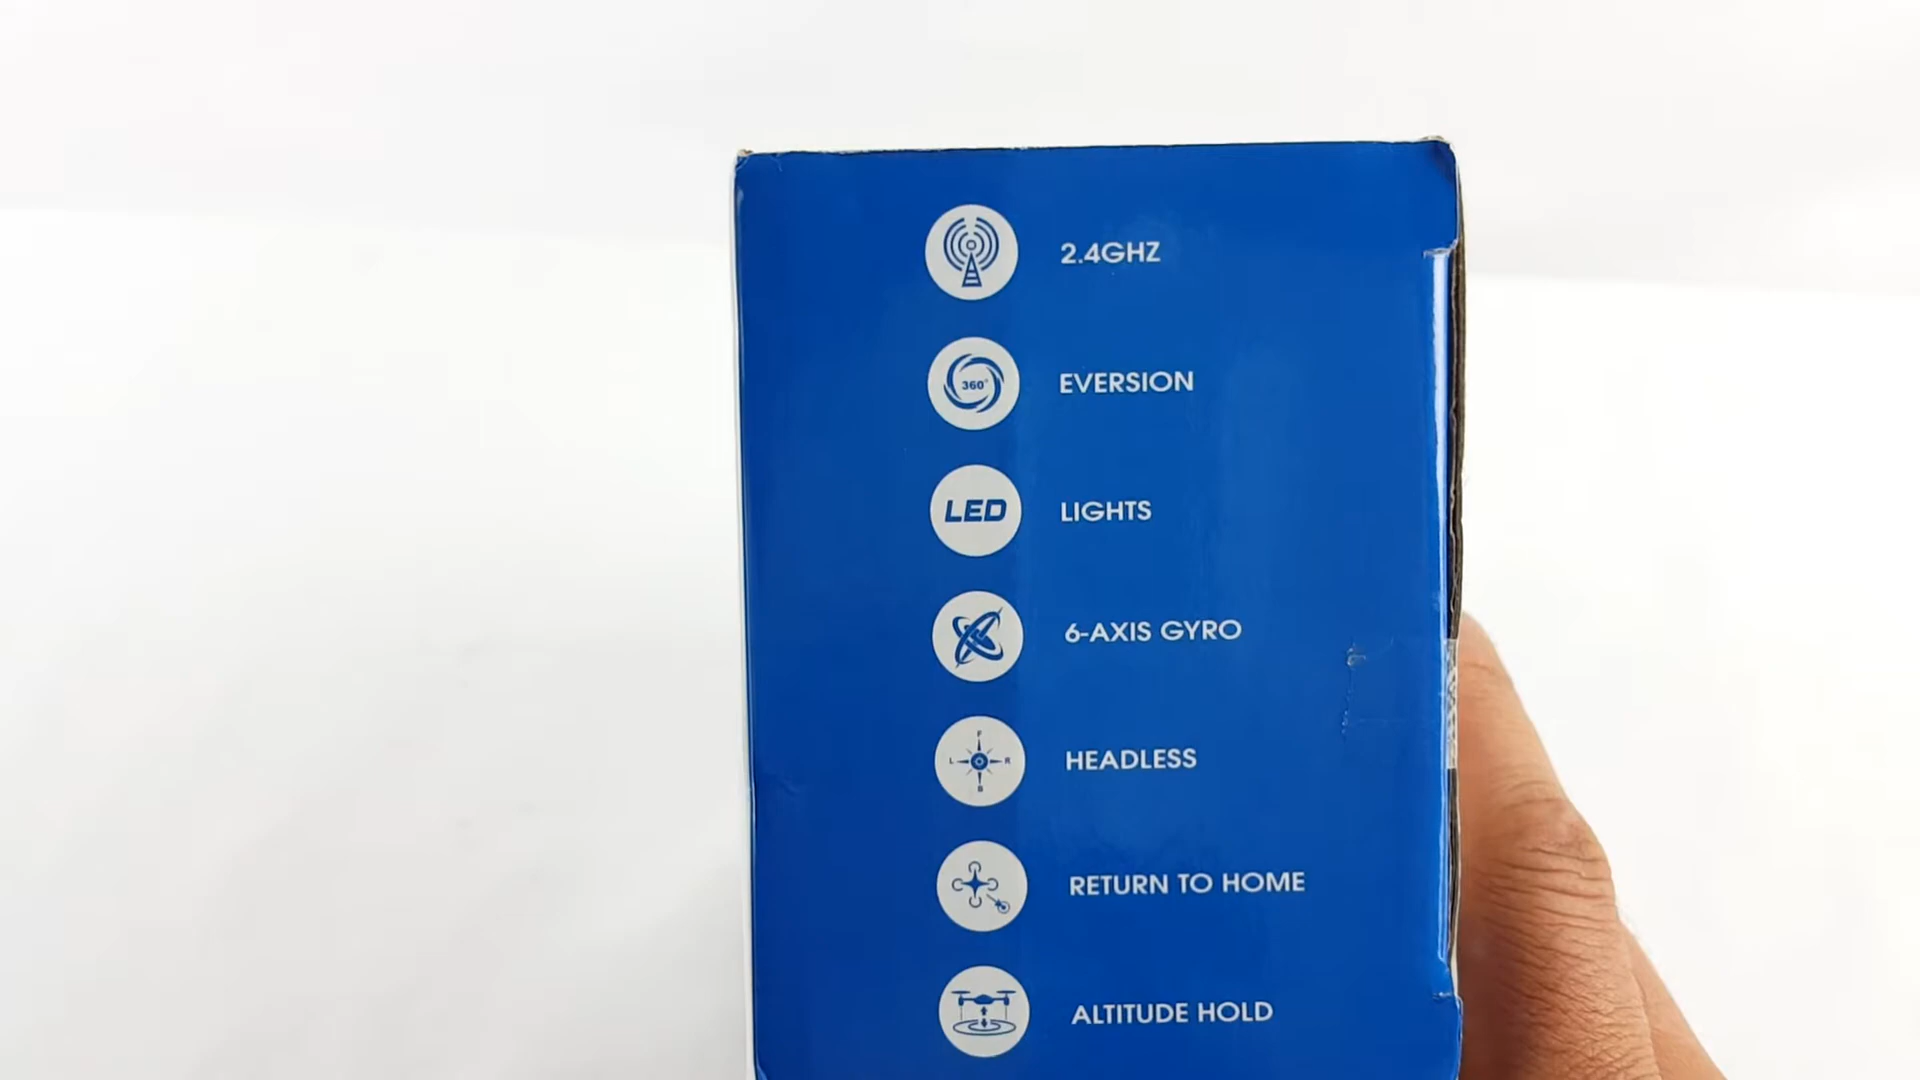 2.4GHZ
360°
EVERSION
LED
LIGHTS
6-AXIS GYRO
F
L R
B
HEADLESS
RETURN TO HOME
ALTITUDE HOLD